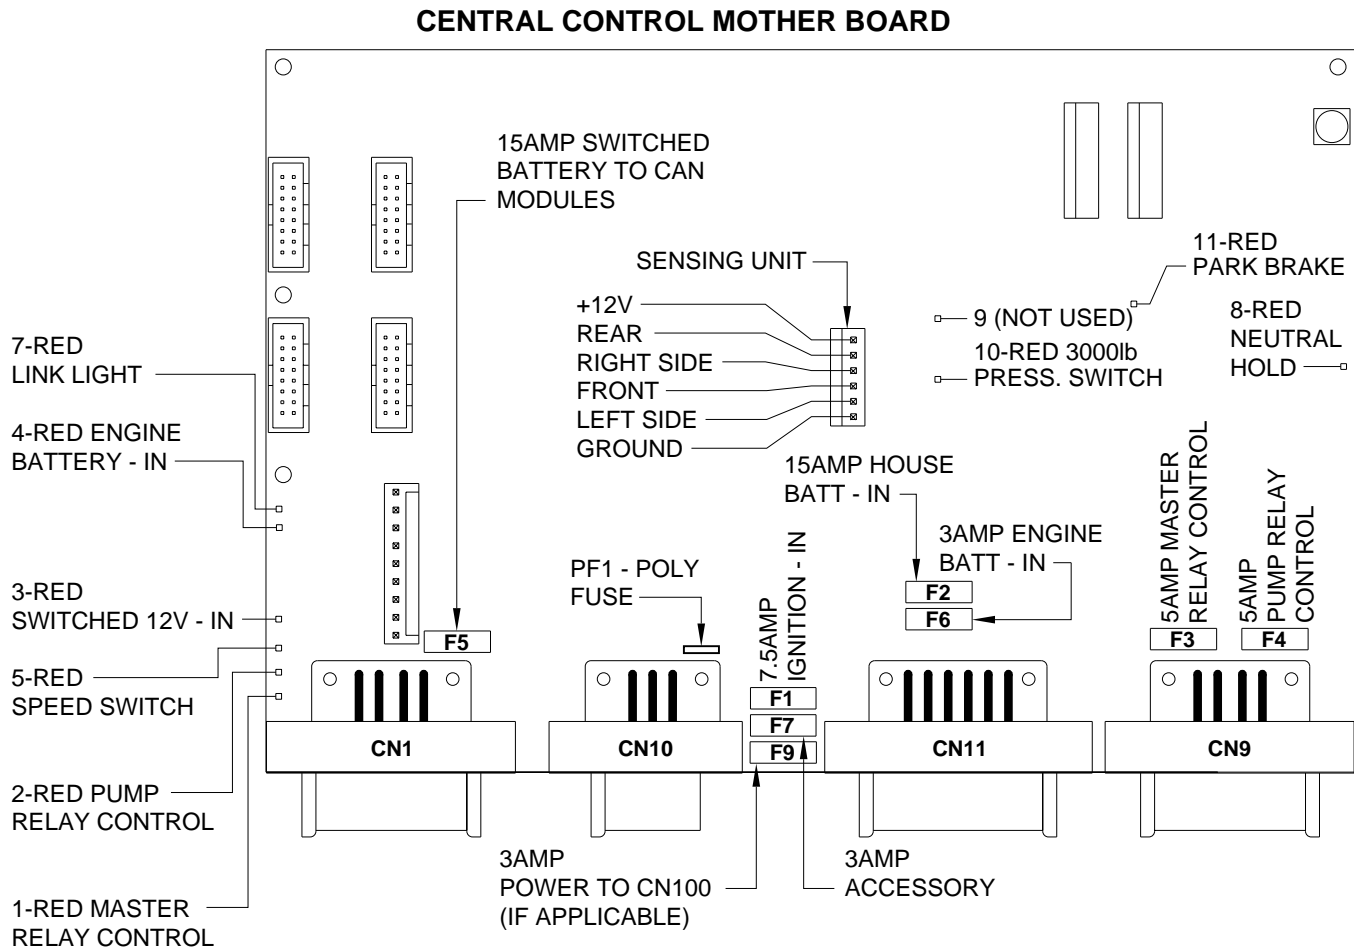 CENTRAL CONTROL MOTHER BOARD
15AMP SWITCHED
BATTERY TO CAN
MODULES
SENSING UNIT
+12V
REAR
RIGHT SIDE
FRONT
LEFT SIDE
GROUND
11-RED
PARK BRAKE
9 (NOT USED)
10-RED 3000lb
PRESS. SWITCH
8-RED
NEUTRAL
HOLD
7-RED
LINK LIGHT
4-RED ENGINE
BATTERY - IN
3-RED
SWITCHED 12V - IN
5-RED
SPEED SWITCH
2-RED PUMP
RELAY CONTROL
1-RED MASTER
RELAY CONTROL
15AMP HOUSE
BATT - IN
3AMP ENGINE
BATT - IN
PF1 - POLY
FUSE
7.5AMP
IGNITION - IN
5AMP MASTER
RELAY CONTROL
5AMP
PUMP RELAY
CONTROL
F5
F2
F6
F3
F4
F1
F7
F9
CN1
CN10
CN11
CN9
3AMP
POWER TO CN100
(IF APPLICABLE)
3AMP
ACCESSORY